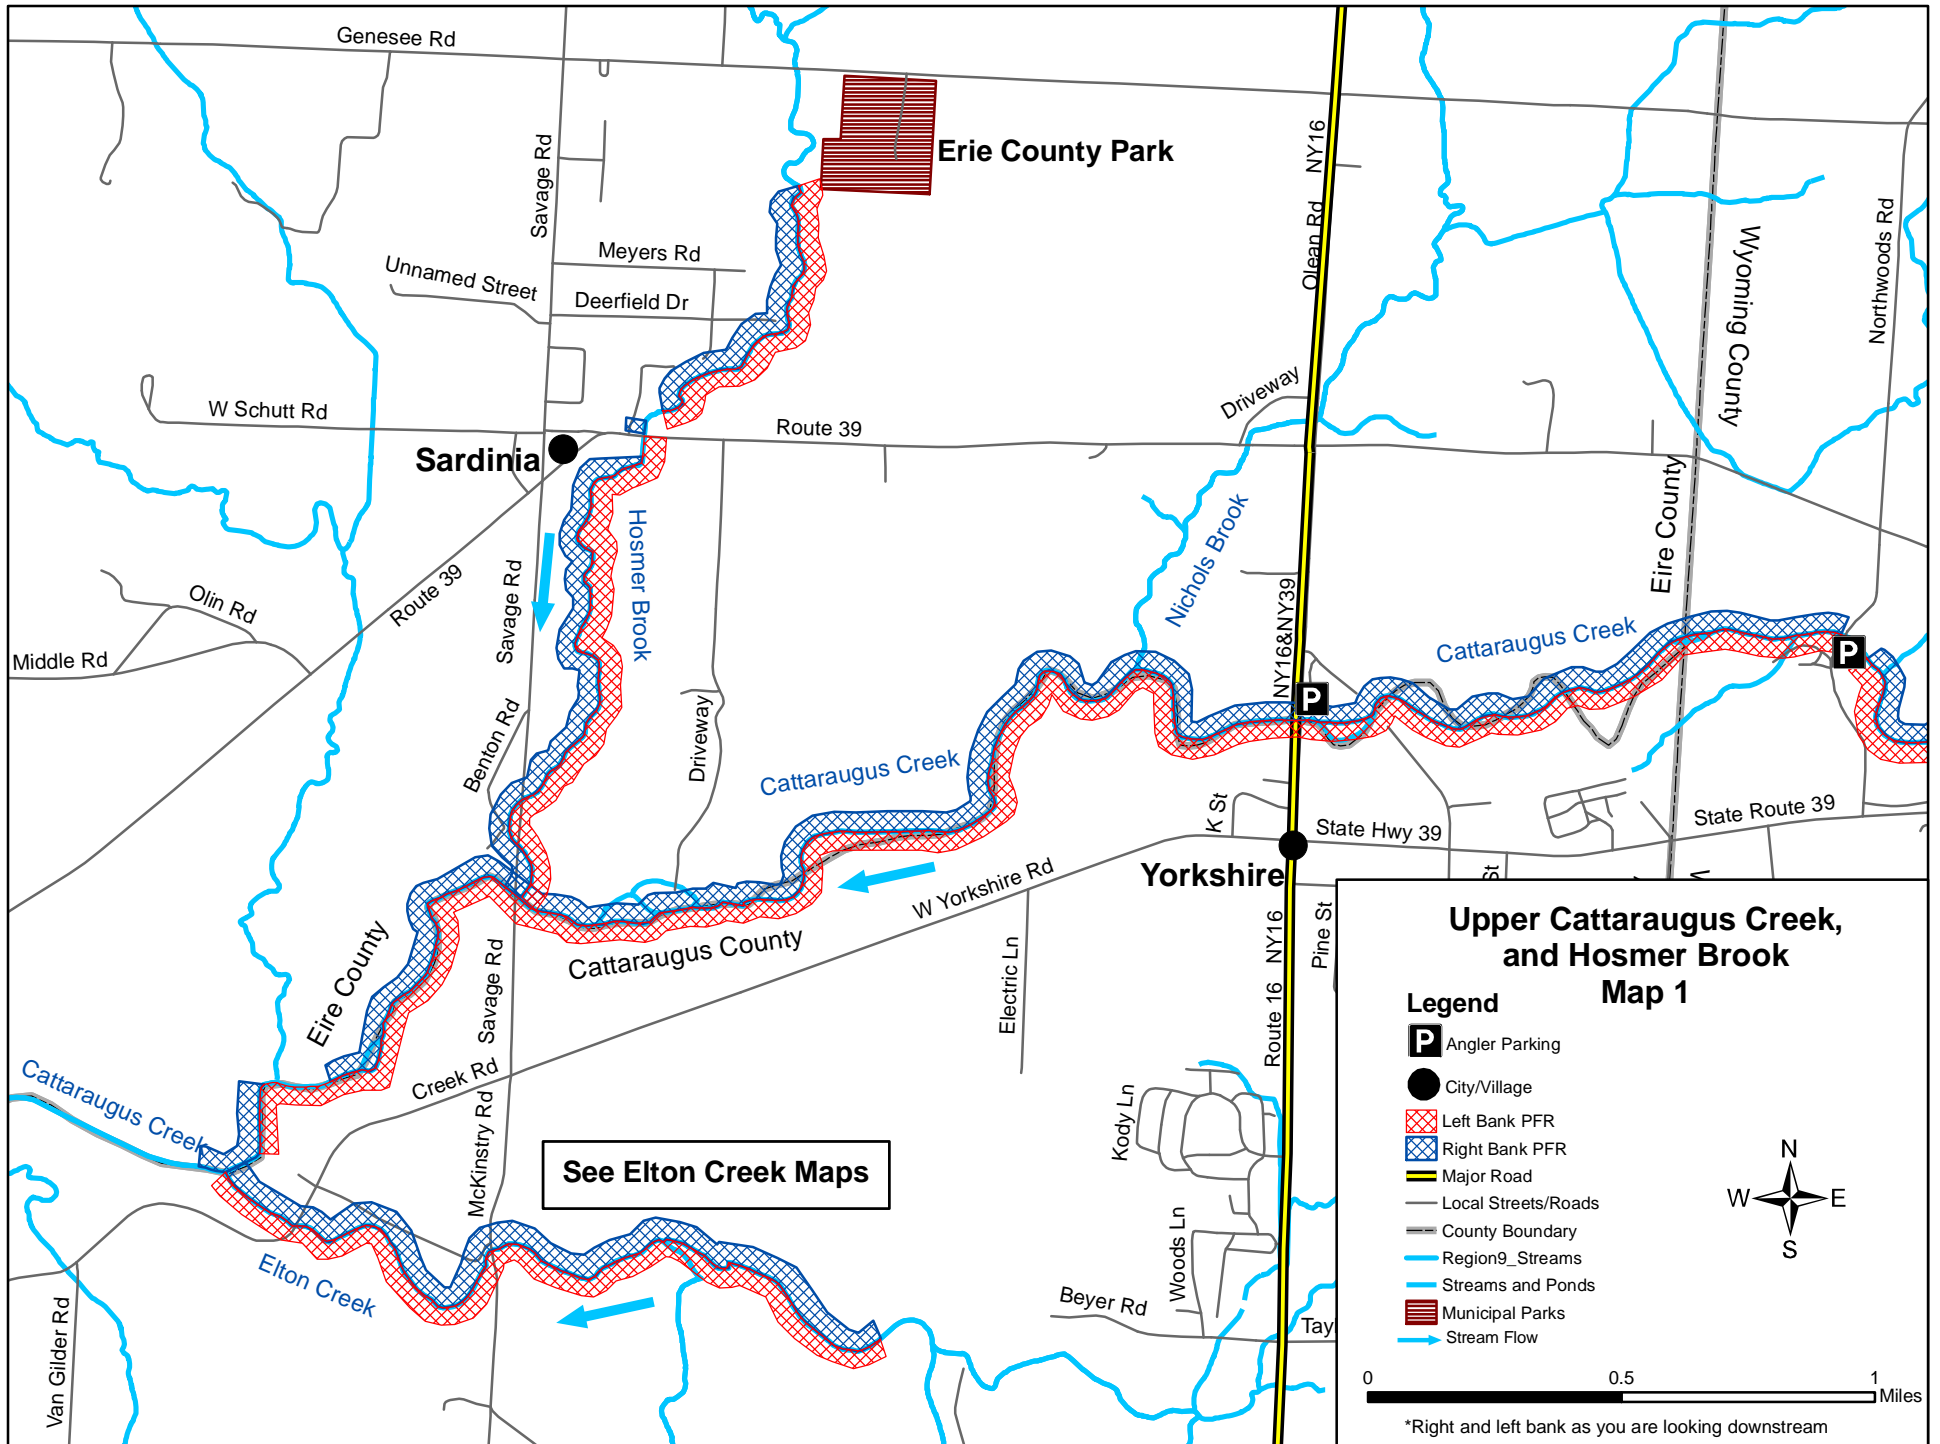 Genesee Rd
Erie County Park
Savage Rd
NY16
Olean Rd
Meyers Rd
Unnamed Street
Deerfield Dr
Wyoming County
Northwoods Rd
Driveway
W Schutt Rd
Route 39
Sardinia
Eire County
Hosmer Brook
Nichols Brook
Route 39
Savage Rd
Olin Rd
Middle Rd
NY16&NY39
Cattaraugus Creek
P
P
Benton Rd
Driveway
Cattaraugus Creek
K St
State Hwy 39
State Route 39
Yorkshire
W Yorkshire Rd
St
Cattaraugus County
Eire County
Savage Rd
Electric Ln
Route 16 NY16
Pine St
Creek Rd
Cattaraugus Creek
McKinstry Rd
Kody Ln
See Elton Creek Maps
Elton Creek
Woods Ln
Beyer Rd
Tayl
Van Gilder Rd
Upper Cattaraugus Creek,
and Hosmer Brook
Map 1
Legend
P Angler Parking
City/Village
Left Bank PFR
Right Bank PFR
Major Road
Local Streets/Roads
County Boundary
Region9_Streams
Streams and Ponds
Municipal Parks
Stream Flow
N
W E
S
0 0.5 1
Miles
*Right and left bank as you are looking downstream